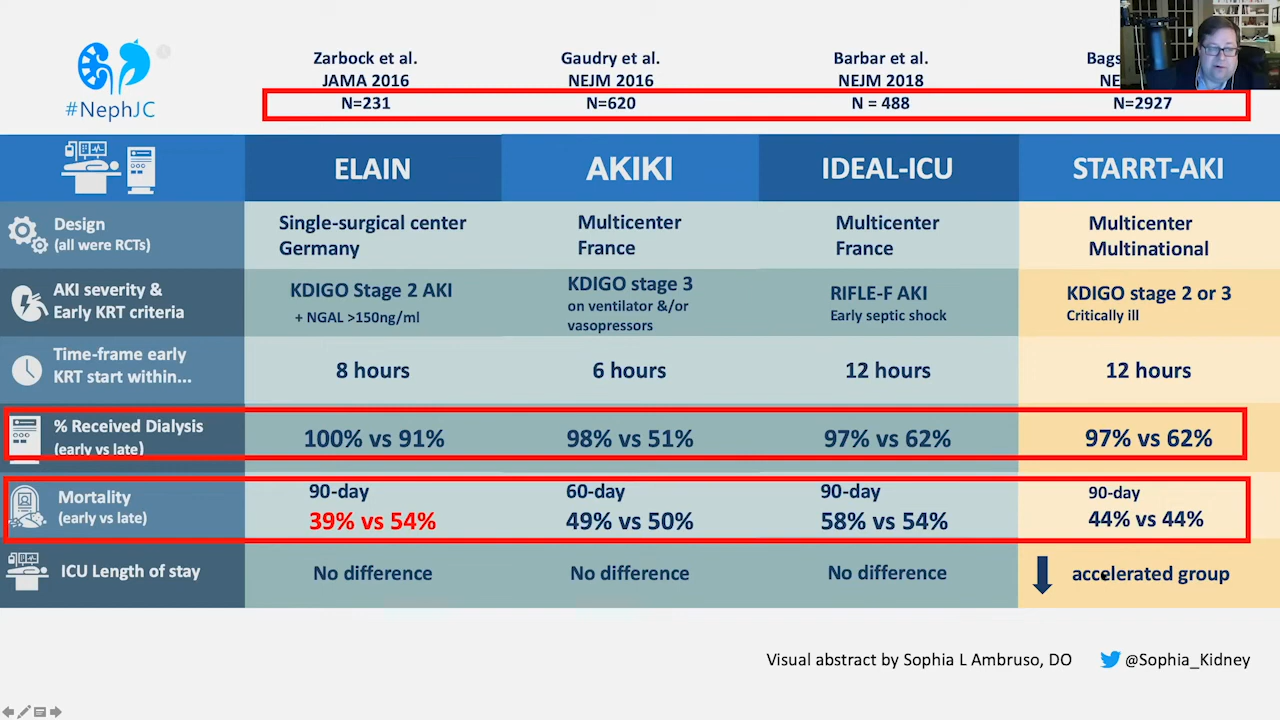 #NephJC
Zarbock et al.
JAMA 2016
N=231
Gaudry et al.
NEJM 2016
N=620
Barbar et al.
NEJM 2018
N = 488
N=2927
ELAIN
AKIKI
IDEAL-ICU
STARRT-AKI
Design
(all were RCTs)
Single-surgical center
Germany
Multicenter
France
Multicenter
France
Multicenter
Multinational
AKI severity &
Early KRT criteria
KDIGO Stage 2 AKI
+ NGAL >150ng/ml
KDIGO stage 3
on ventilator &/or
vasopressors
RIFLE-F AKI
Early septic shock
KDIGO stage 2 or 3
Critically ill
Time-frame early
KRT start within...
8 hours
6 hours
12 hours
12 hours
% Received Dialysis
(early vs late)
100% vs 91%
98% vs 51%
97% vs 62%
97% vs 62%
Mortality
(early vs late)
90-day
39% vs 54%
60-day
49% vs 50%
90-day
58% vs 54%
90-day
44% vs 44%
ICU Length of stay
No difference
No difference
No difference
accelerated group
Visual abstract by Sophia L Ambruso, DO
@Sophia_Kidney